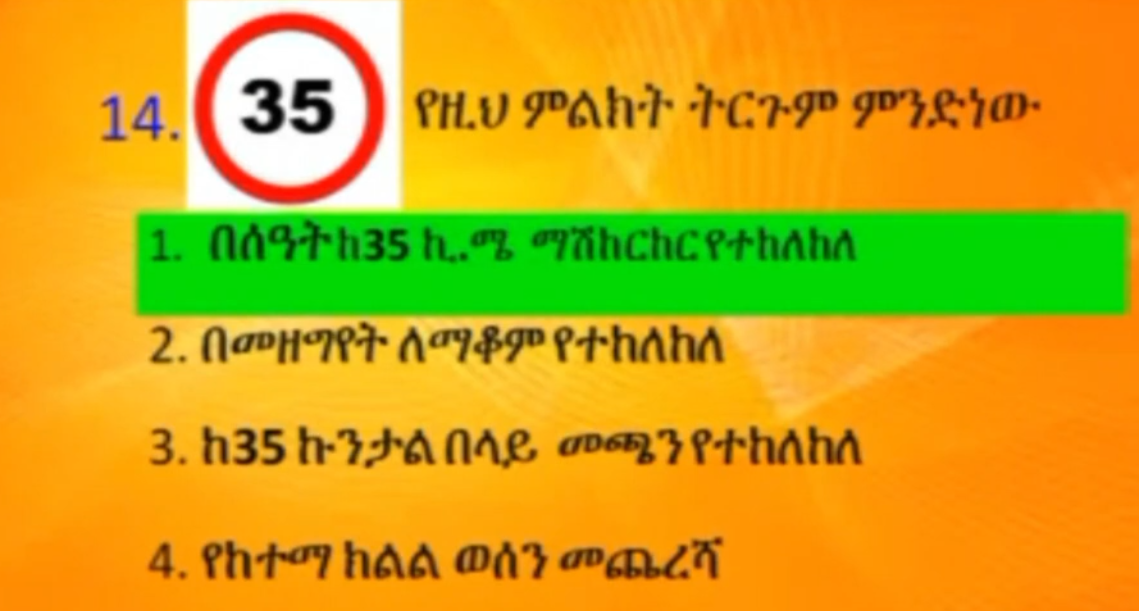 14. 35 የዚህ ምልክት ትርጉም ምንድነው
1. በሰዓት ከ35 ኪ.ሜ ማሽከርከር የተከለከለ
2. በመዘግየት ለማቆም የተከለከለ
3. ከ35 ኩንታል በላይ መጫን የተከለከለ
4. የከተማ ክልል ወሰን መጨረሻ